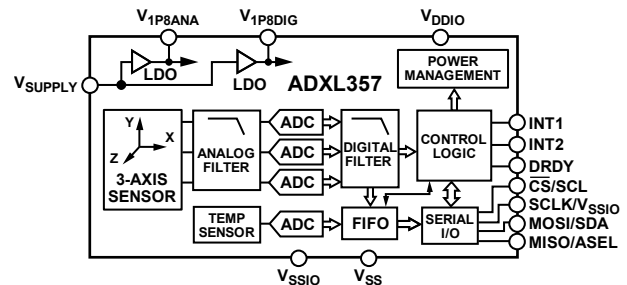 V1P8ANA
V1P8DIG
VDDIO
VSUPPLY
LDO
LDO
ADXL357
POWER
MANAGEMENT
Y
X
Z
3-AXIS
SENSOR
ANALOG
FILTER
ADC
ADC
ADC
DIGITAL
FILTER
CONTROL
LOGIC
INT1
INT2
DRDY
CS/SCL
SCLK/VSSIO
MOSI/SDA
MISO/ASEL
TEMP
SENSOR
ADC
FIFO
SERIAL
I/O
VSSIO
VSS